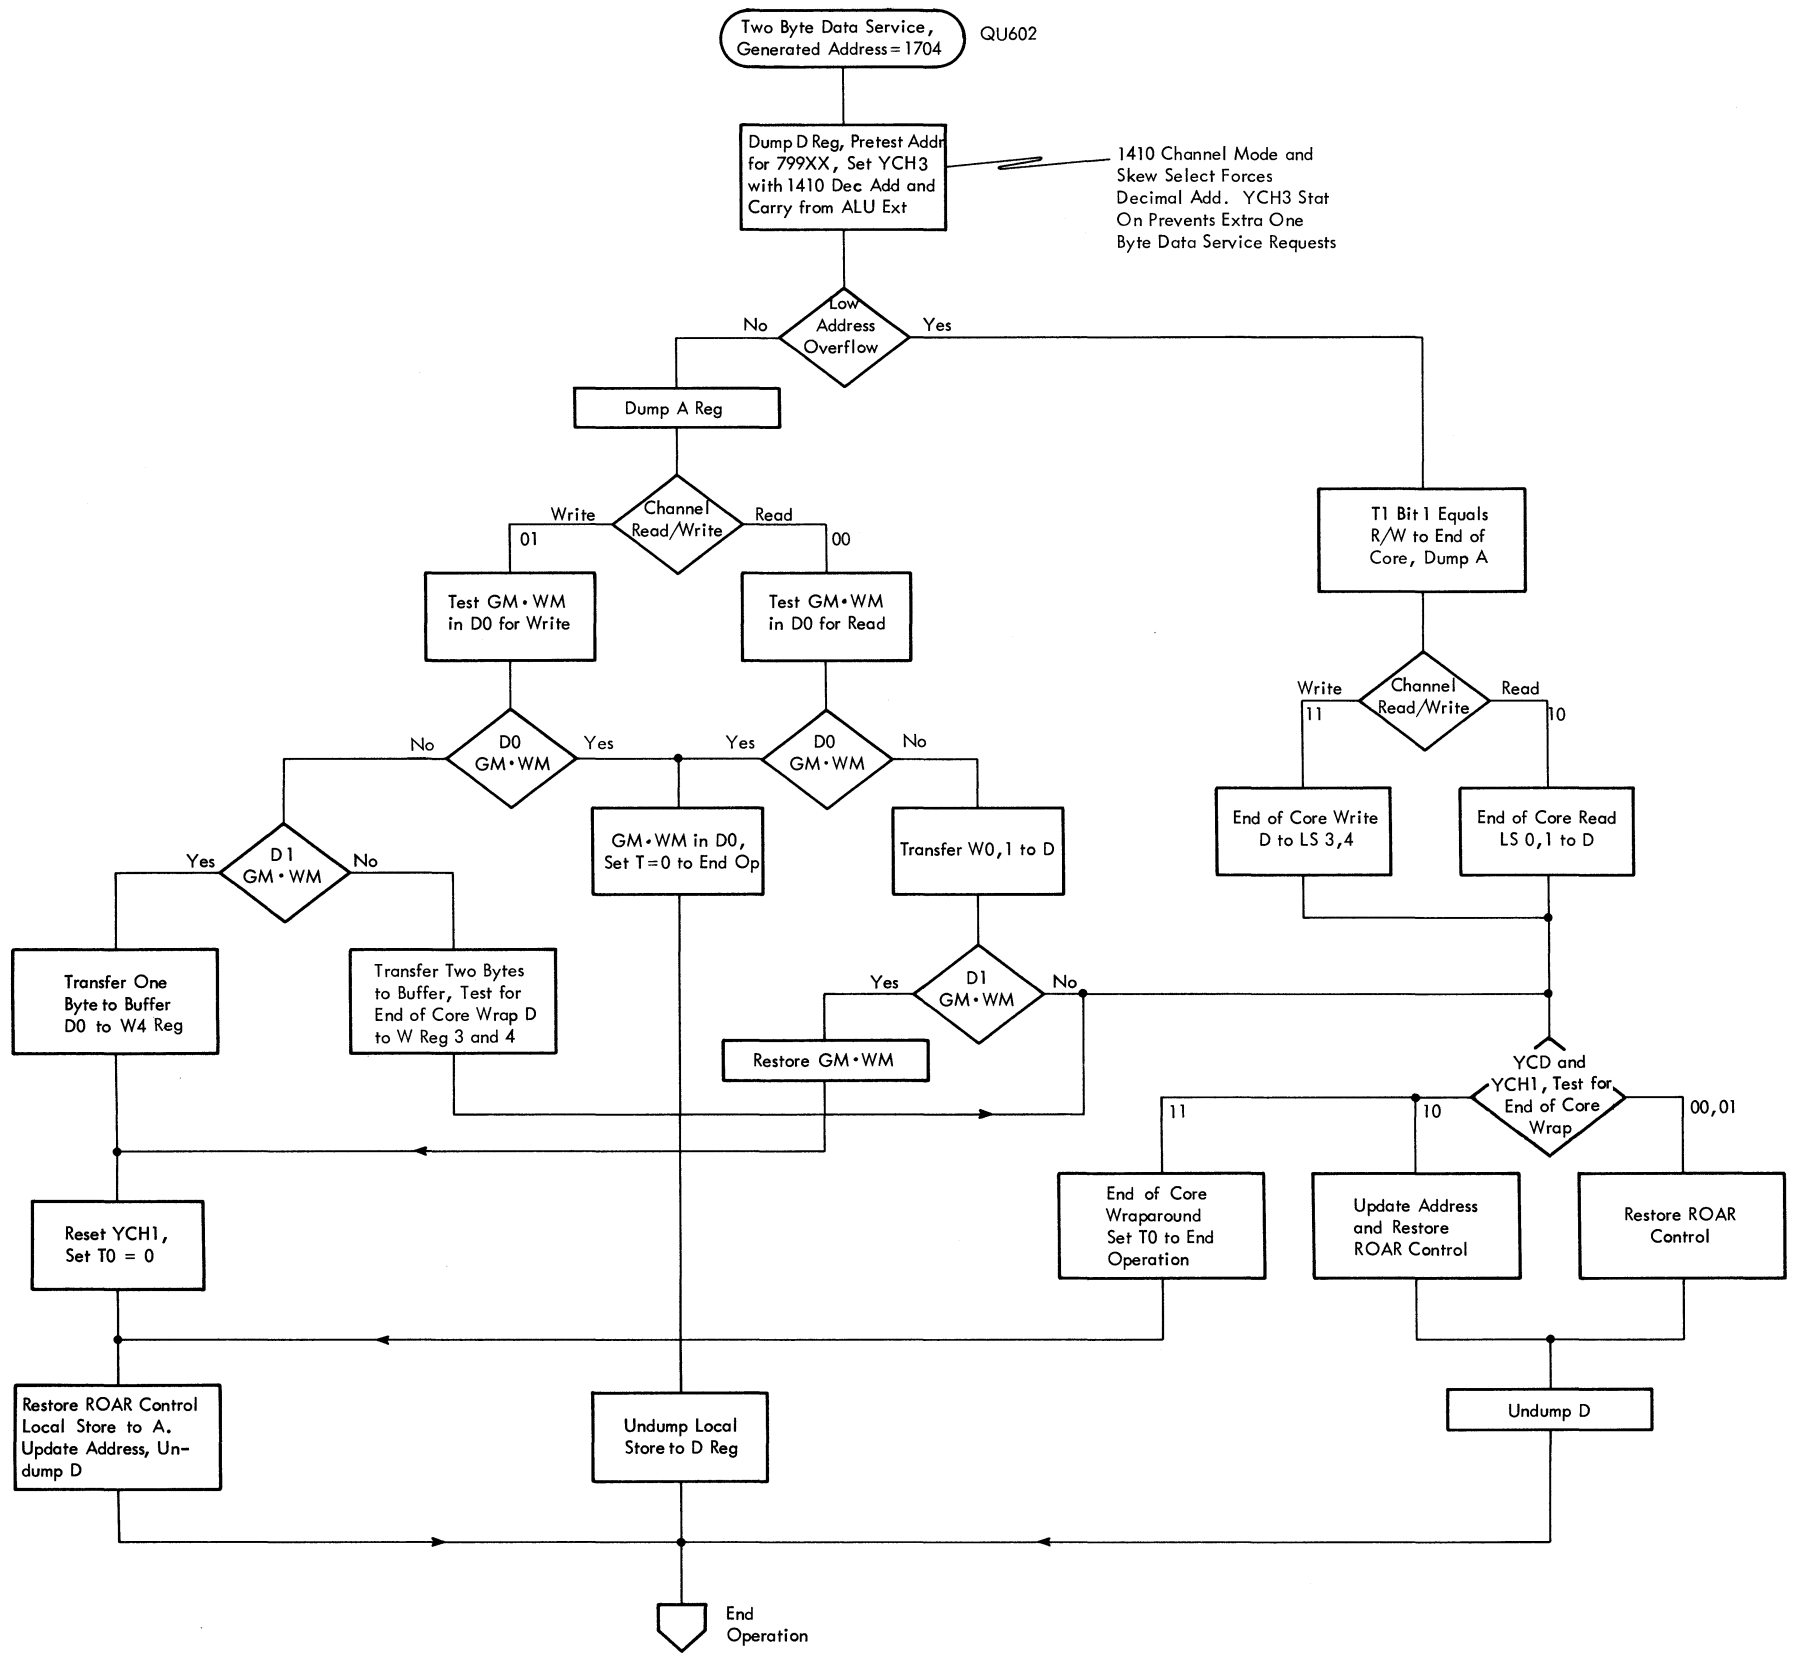 Two Byte Data Service,
Generated Address=1704
QU602
Dump D Reg, Pretest Addr
for 799XX, Set YCH3
with 1410 Dec Add and
Carry from ALU Ext
1410 Channel Mode and
Skew Select Forces
Decimal Add. YCH3 Stat
On Prevents Extra One
Byte Data Service Requests
Low
Address
Overflow
No
Yes
Dump A Reg
Channel
Read/Write
Write
01
Read
00
T1 Bit 1 Equals
R/W to End of
Core, Dump A
Test GM•WM
in D0 for Write
Test GM•WM
in D0 for Read
Channel
Read/Write
Write
11
Read
10
No
D0
GM•WM
Yes
Yes
D0
GM•WM
No
End of Core Write
D to LS 3,4
End of Core Read
LS 0,1 to D
GM•WM in D0,
Set T=0 to End Op
Transfer W0,1 to D
Yes
D1
GM•WM
No
Transfer One
Byte to Buffer
D0 to W4 Reg
Transfer Two Bytes
to Buffer, Test for
End of Core Wrap D
to W Reg 3 and 4
Yes
D1
GM•WM
No
Restore GM•WM
YCD and
YCH1, Test for
End of Core
Wrap
11
10
00,01
Reset YCH1,
Set T0 = 0
End of Core
Wraparound
Set T0 to End
Operation
Update Address
and Restore
ROAR Control
Restore ROAR
Control
Restore ROAR Control
Local Store to A.
Update Address, Un-
dump D
Undump Local
Store to D Reg
Undump D
End
Operation